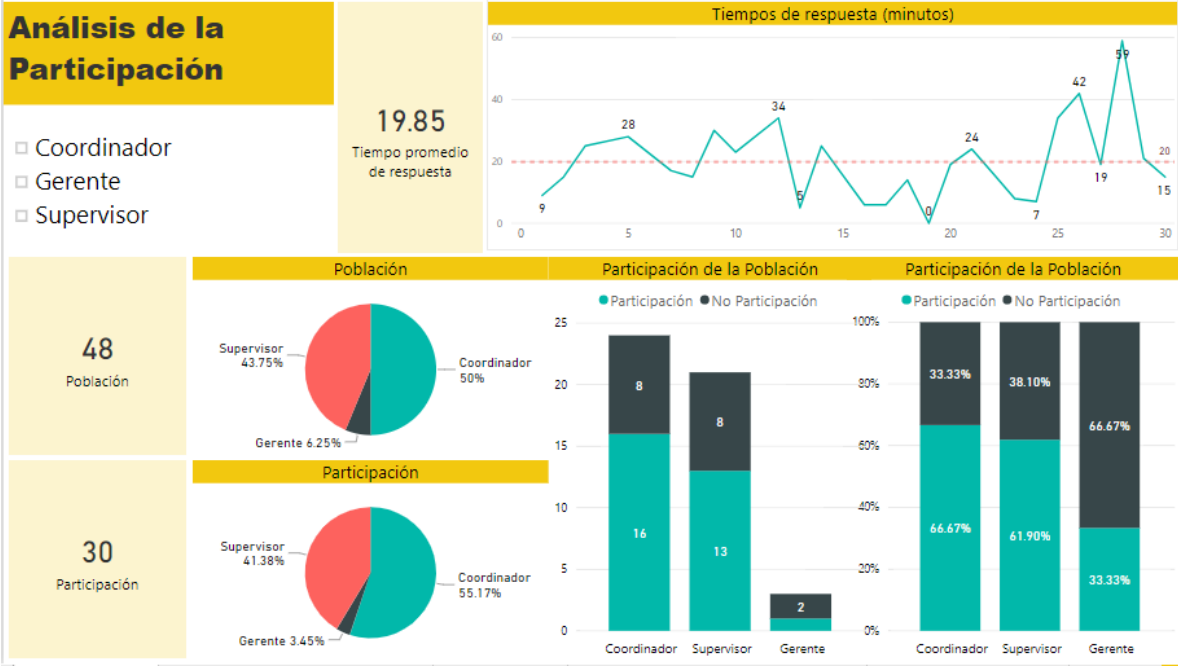 Análisis de la
Participación
Coordinador
Gerente
Supervisor
19.85
Tiempo promedio
de respuesta
Tiempos de respuesta (minutos)
60
40
20
0
9
28
34
5
0
24
7
42
19
59
20
15
0 5 10 15 20 25 30
48
Población
30
Participación
Población
Supervisor
43.75%
Coordinador
50%
Gerente 6.25%
Participación
Supervisor
41.38%
Coordinador
55.17%
Gerente 3.45%
Participación de la Población
Participación No Participación
25
20
15
10
5
0
8
16
8
13
2
Coordinador Supervisor Gerente
Participación de la Población
Participación No Participación
100%
80%
60%
40%
20%
0%
33.33%
66.67%
38.10%
61.90%
66.67%
33.33%
Coordinador Supervisor Gerente